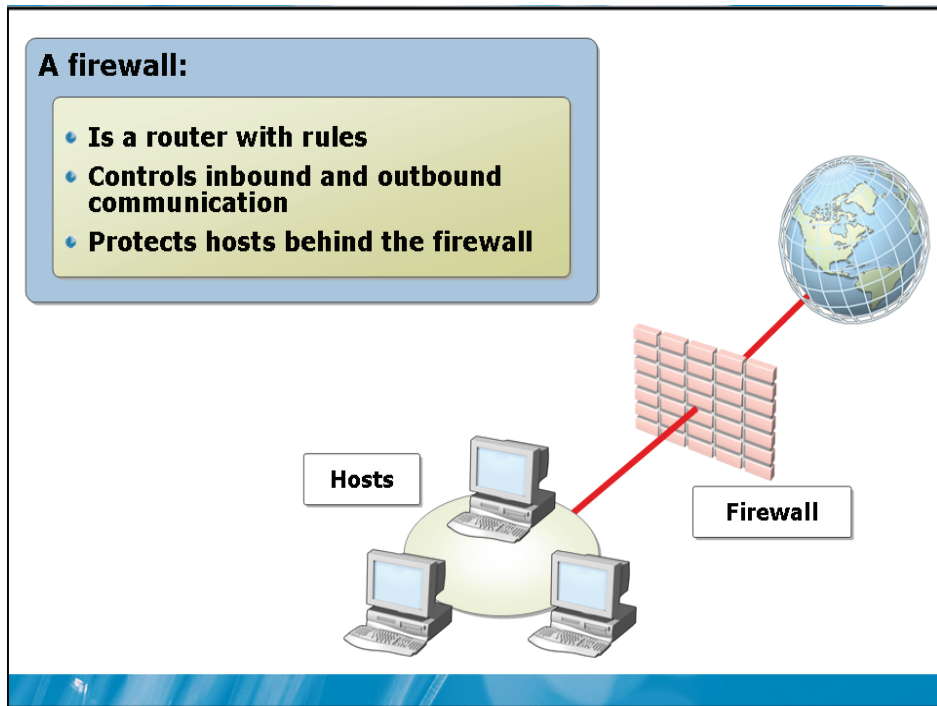 A firewall:
Is a router with rules
Controls inbound and outbound
communication
Protects hosts behind the firewall
Hosts
Firewall